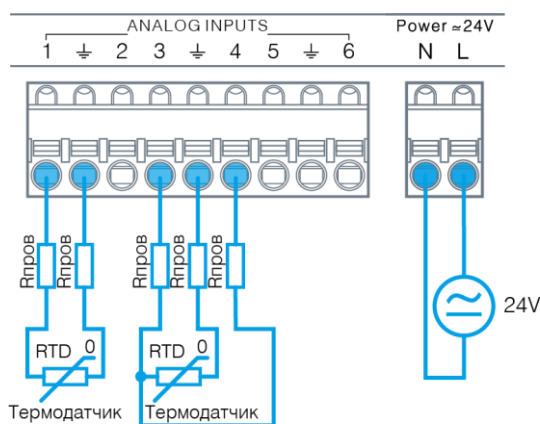 ANALOG INPUTS Power ≃24V
1 ⏚ 2 3 ⏚ 4 5 ⏚ 6 N L
Rпров Rпров Rпров Rпров Rпров
24V
RTD 0 RTD 0
Термодатчик Термодатчик